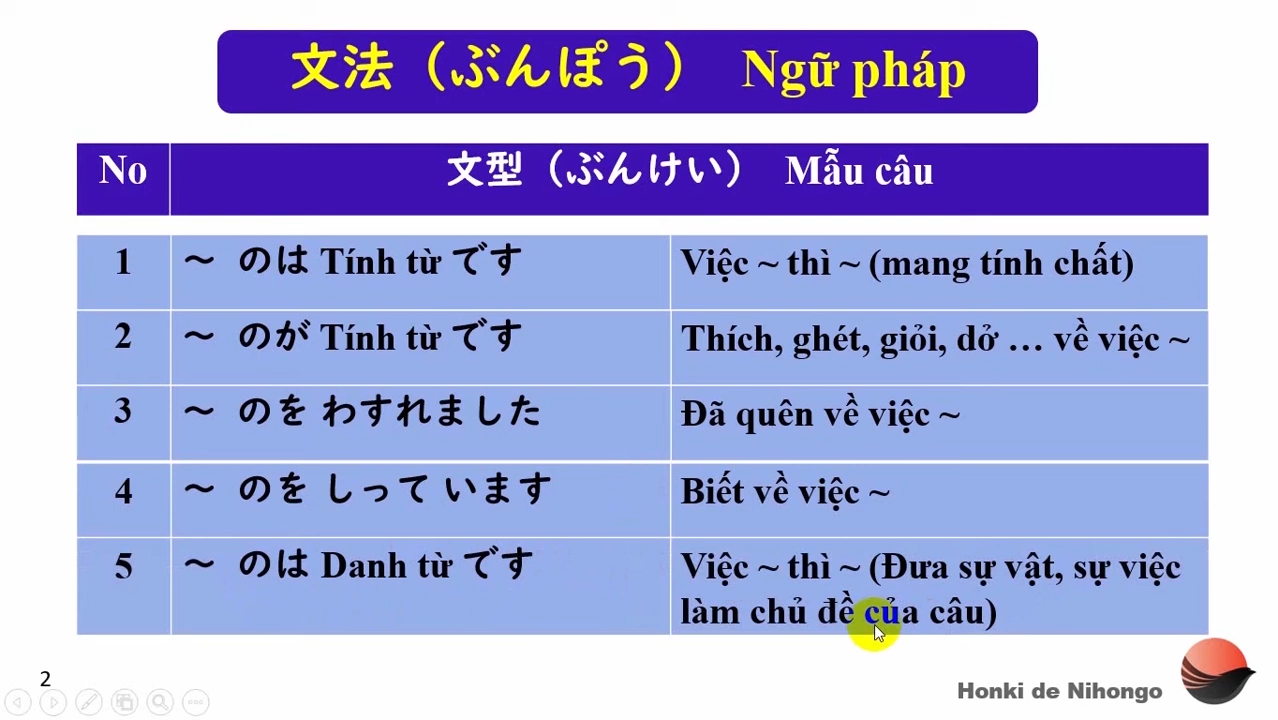 文法（ぶんぽう） Ngữ pháp
No 文型（ぶんけい） Mẫu câu
1 ～ のは Tính từ です Việc ~ thì ~ (mang tính chất)
2 ～ のが Tính từ です Thích, ghét, giỏi, dở … về việc ~
3 ～ のを わすれました Đã quên về việc ~
4 ～ のを しって います Biết về việc ~
5 ～ のは Danh từ です Việc ~ thì ~ (Đưa sự vật, sự việc
làm chủ đề của câu)
2
Honki de Nihongo